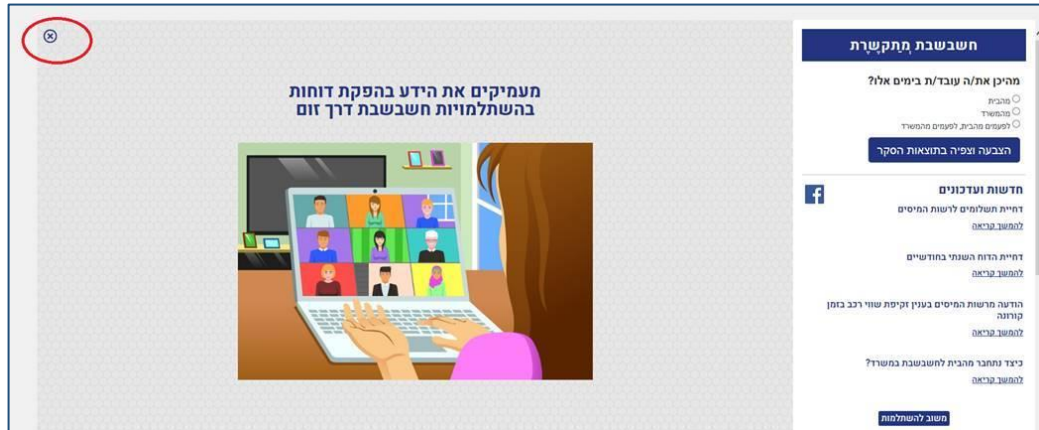 חשבשבת מְתַקשֶּרֶת
מהיכן את/ה עובד/ת בימים אלו?
מהבית
מהמשרד
לפעמים מהבית, לפעמים מהמשרד
הצבעה וצפיה בתוצאות הסקר
חדשות ועדכונים
דחיית תשלומים לרשות המיסים
להמשך קריאה
דחיית הדוח השנתי בחודשיים
להמשך קריאה
הודעה מרשות המיסים בענין זקיפת שווי רכב בזמן
קורונה
להמשך קריאה
כיצד נתחבר מהבית לחשבשבת במשרד?
להמשך קריאה
משוב להשתלמות
מעמיקים את הידע בהפקת דוחות
בהשתלמויות חשבשבת דרך זום